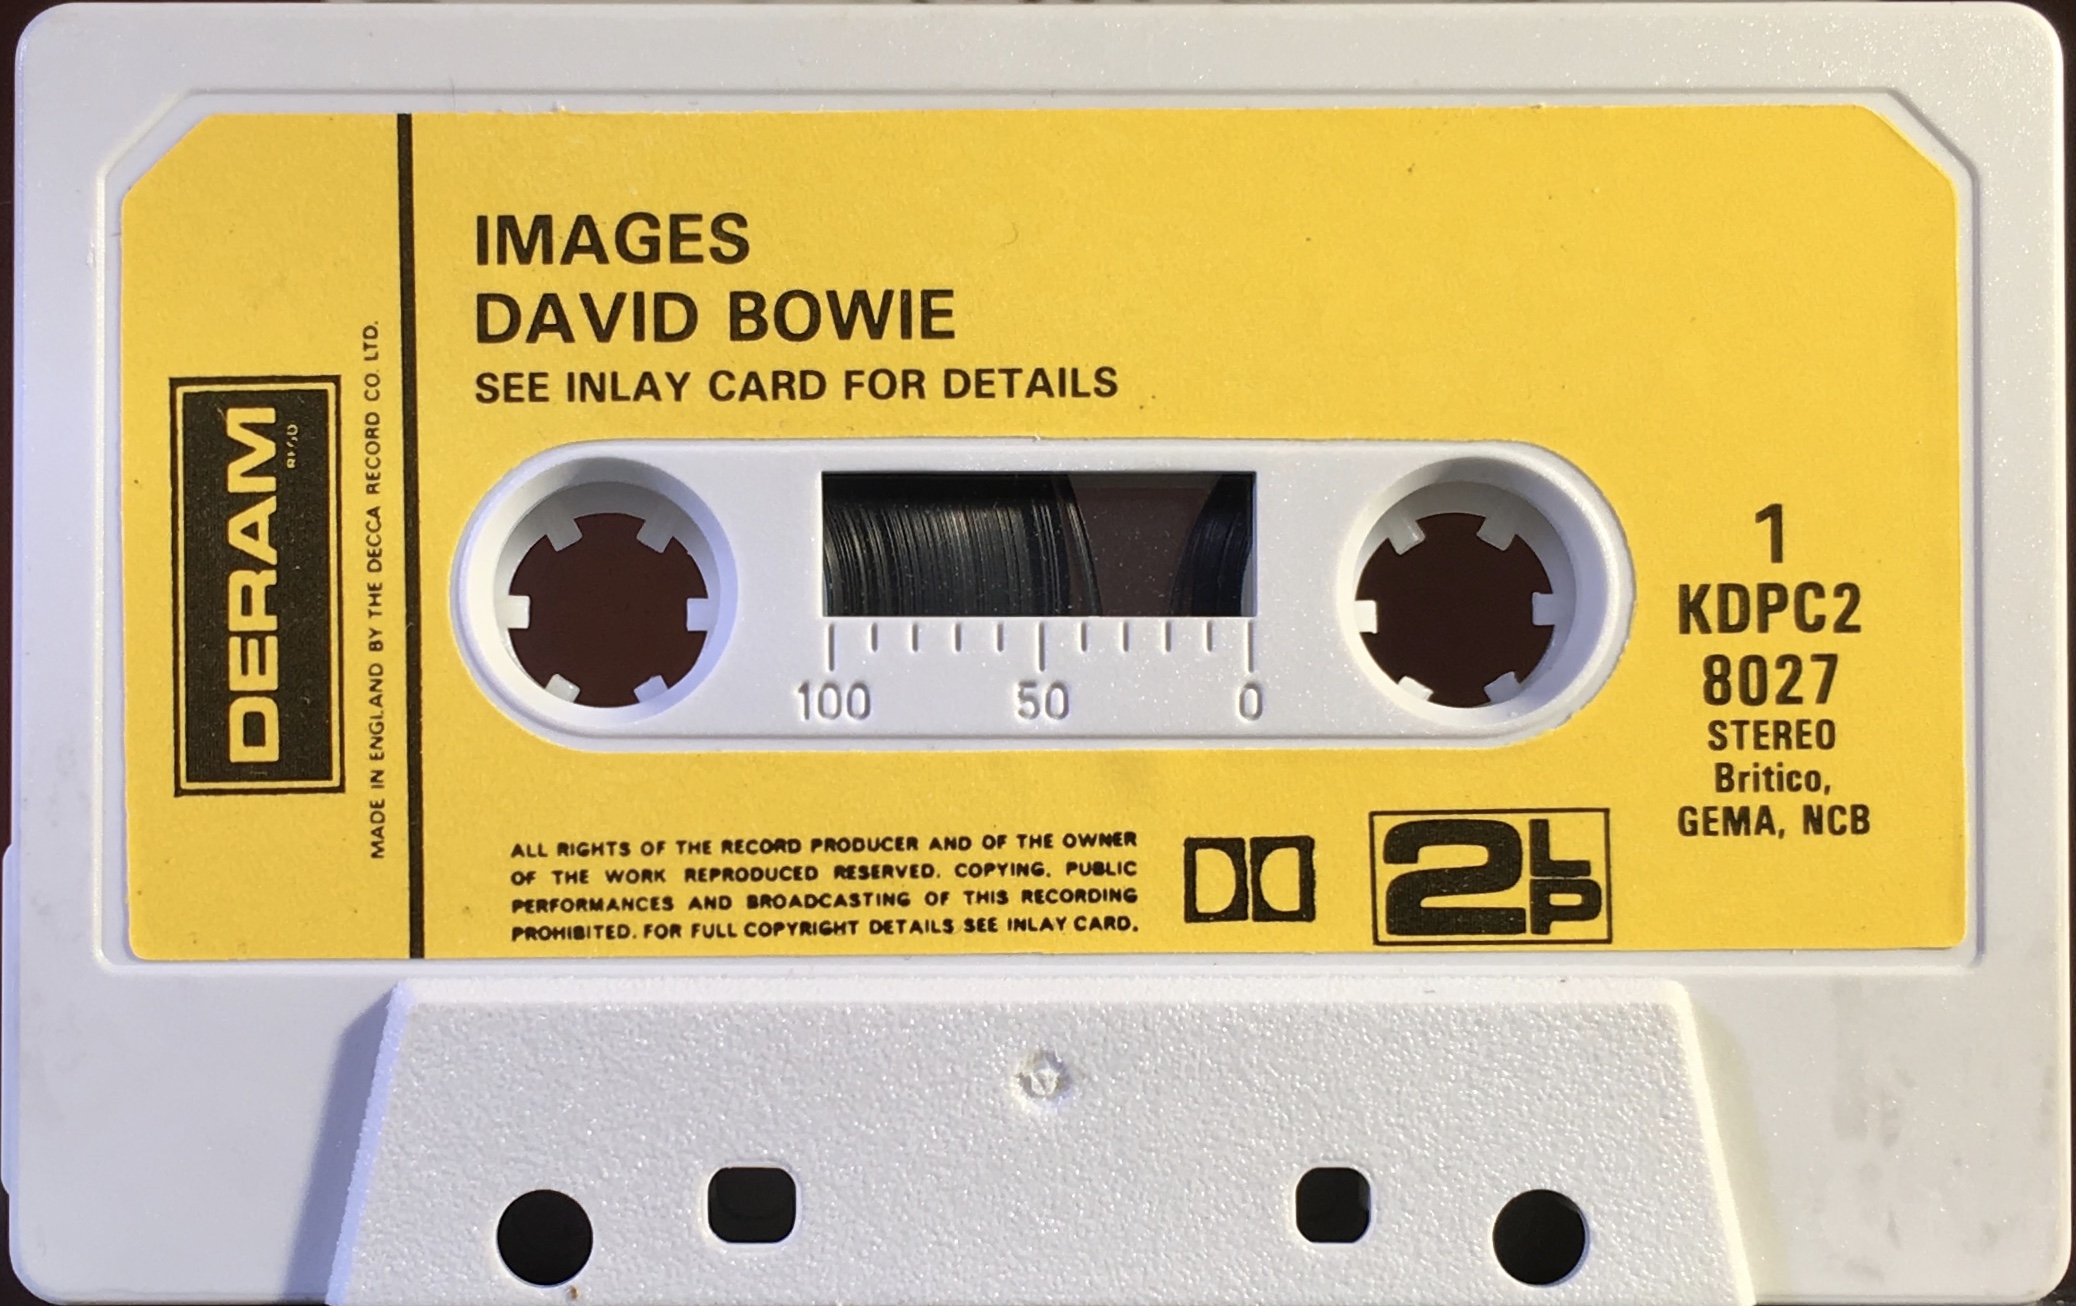 IMAGES
DAVID BOWIE
SEE INLAY CARD FOR DETAILS
DERAM
MADE IN ENGLAND BY THE DECCA RECORD CO. LTD.
100 50 0
1
KDPC2
8027
STEREO
Britico,
GEMA, NCB
ALL RIGHTS OF THE RECORD PRODUCER AND OF THE OWNER
OF THE WORK REPRODUCED RESERVED. COPYING. PUBLIC
PERFORMANCES AND BROADCASTING OF THIS RECORDING
PROHIBITED. FOR FULL COPYRIGHT DETAILS SEE INLAY CARD.
2LP